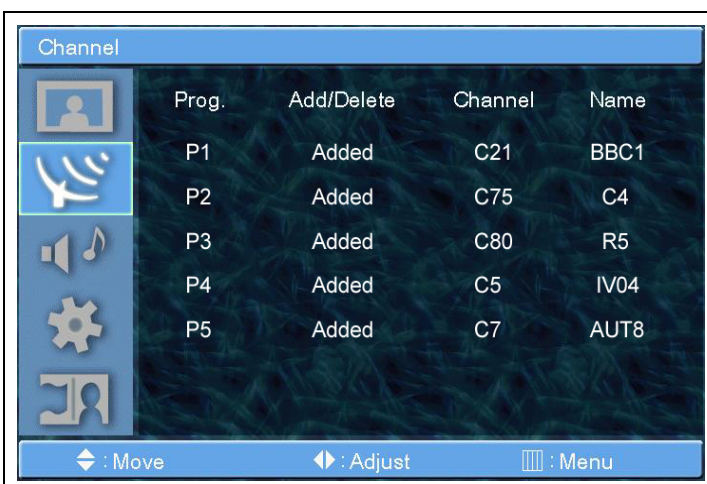 Channel
Prog. Add/Delete Channel Name
P1 Added C21 BBC1
P2 Added C75 C4
P3 Added C80 R5
P4 Added C5 IV04
P5 Added C7 AUT8
: Move : Adjust : Menu